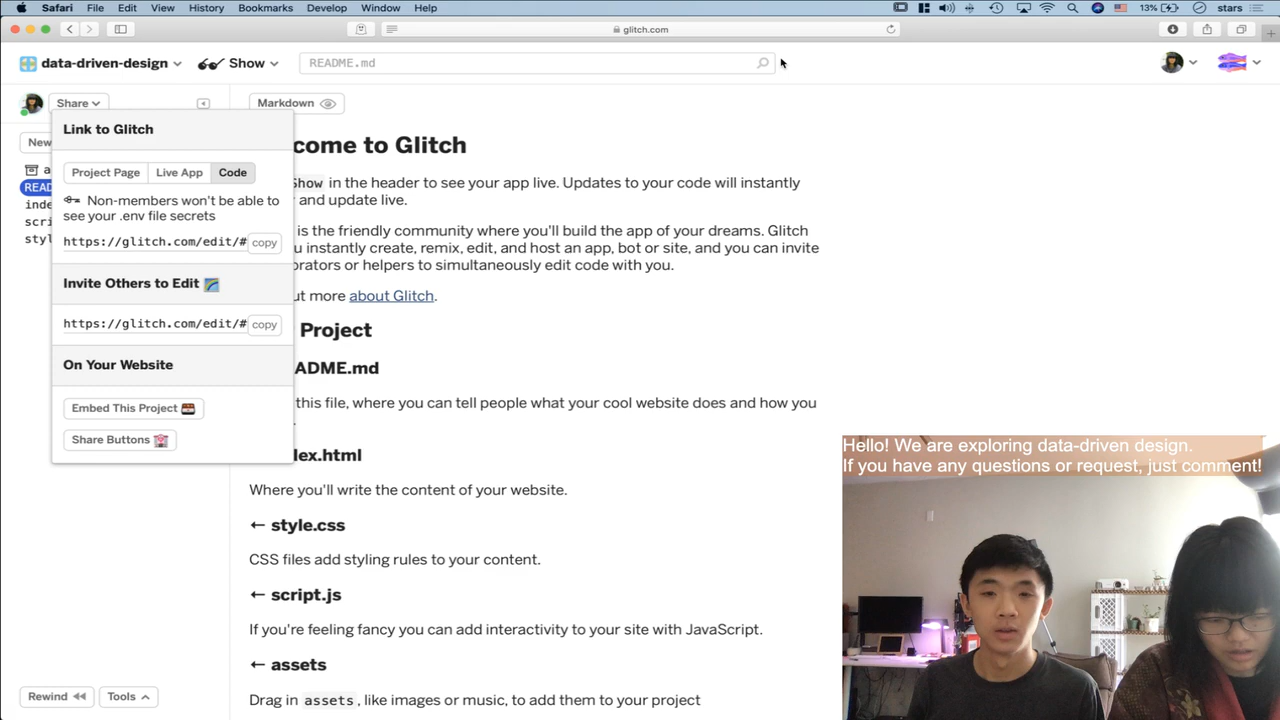 Safari File Edit View History Bookmarks Develop Window Help 13% stars
glitch.com
data-driven-design Show README.md
Share Markdown
Link to Glitch
New
come to Glitch
a
Project Page Live App Code
Show in the header to see your app live. Updates to your code will instantly
READ
Non-members won't be able to
and update live.
inde
see your .env file secrets
scri
is the friendly community where you'll build the app of your dreams. Glitch
styl
https://glitch.com/edit/# copy
u instantly create, remix, edit, and host an app, bot or site, and you can invite
orators or helpers to simultaneously edit code with you.
Invite Others to Edit
ut more about Glitch.
https://glitch.com/edit/# copy
Project
On Your Website
ADME.md
Embed This Project
this file, where you can tell people what your cool website does and how you
Share Buttons
dex.html
Hello! We are exploring data-driven design.
If you have any questions or request, just comment!
Where you'll write the content of your website.
← style.css
CSS files add styling rules to your content.
← script.js
If you're feeling fancy you can add interactivity to your site with JavaScript.
← assets
Rewind Tools
Drag in assets, like images or music, to add them to your project